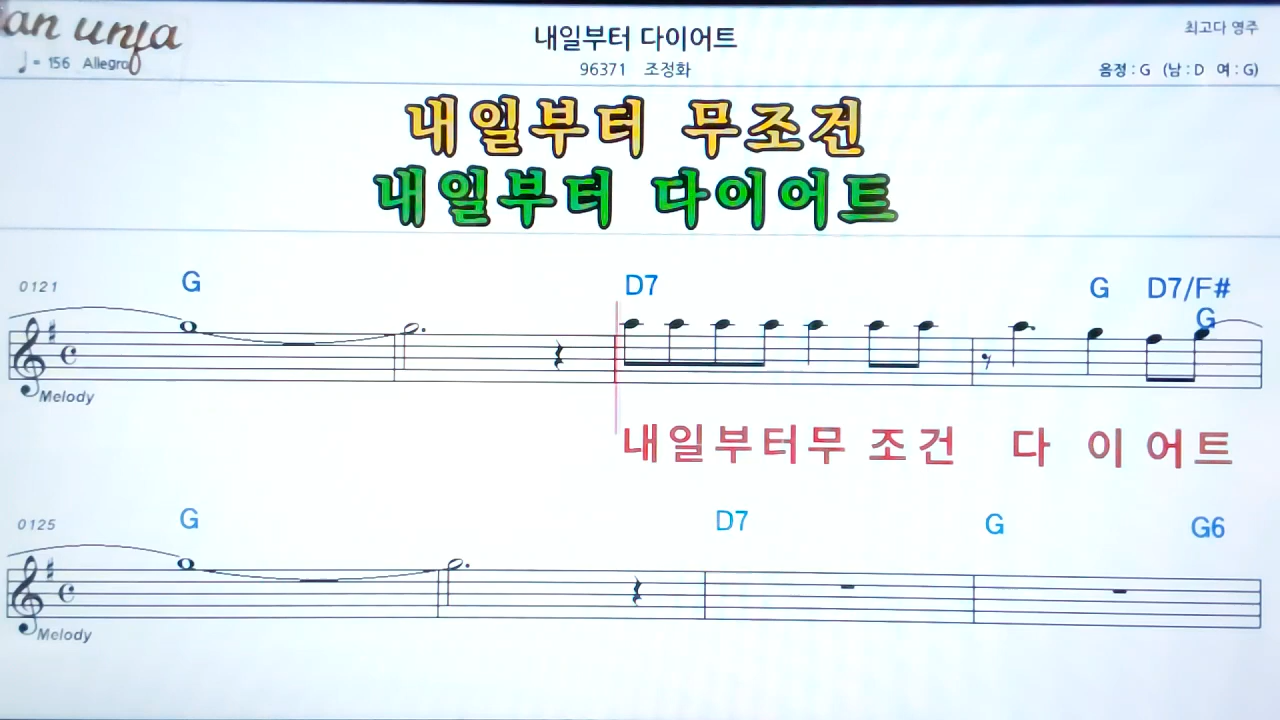 내일부터 다이어트
최고다 영주
♩= 156 Allegro
96371 조정화
음정 : G (남 : D 여 : G)
내일부터 무조건
내일부터 다이어트
0121 G D7 G D7/F# G
Melody
내일부터무 조건 다 이 어트
0125 G D7 G G6
Melody